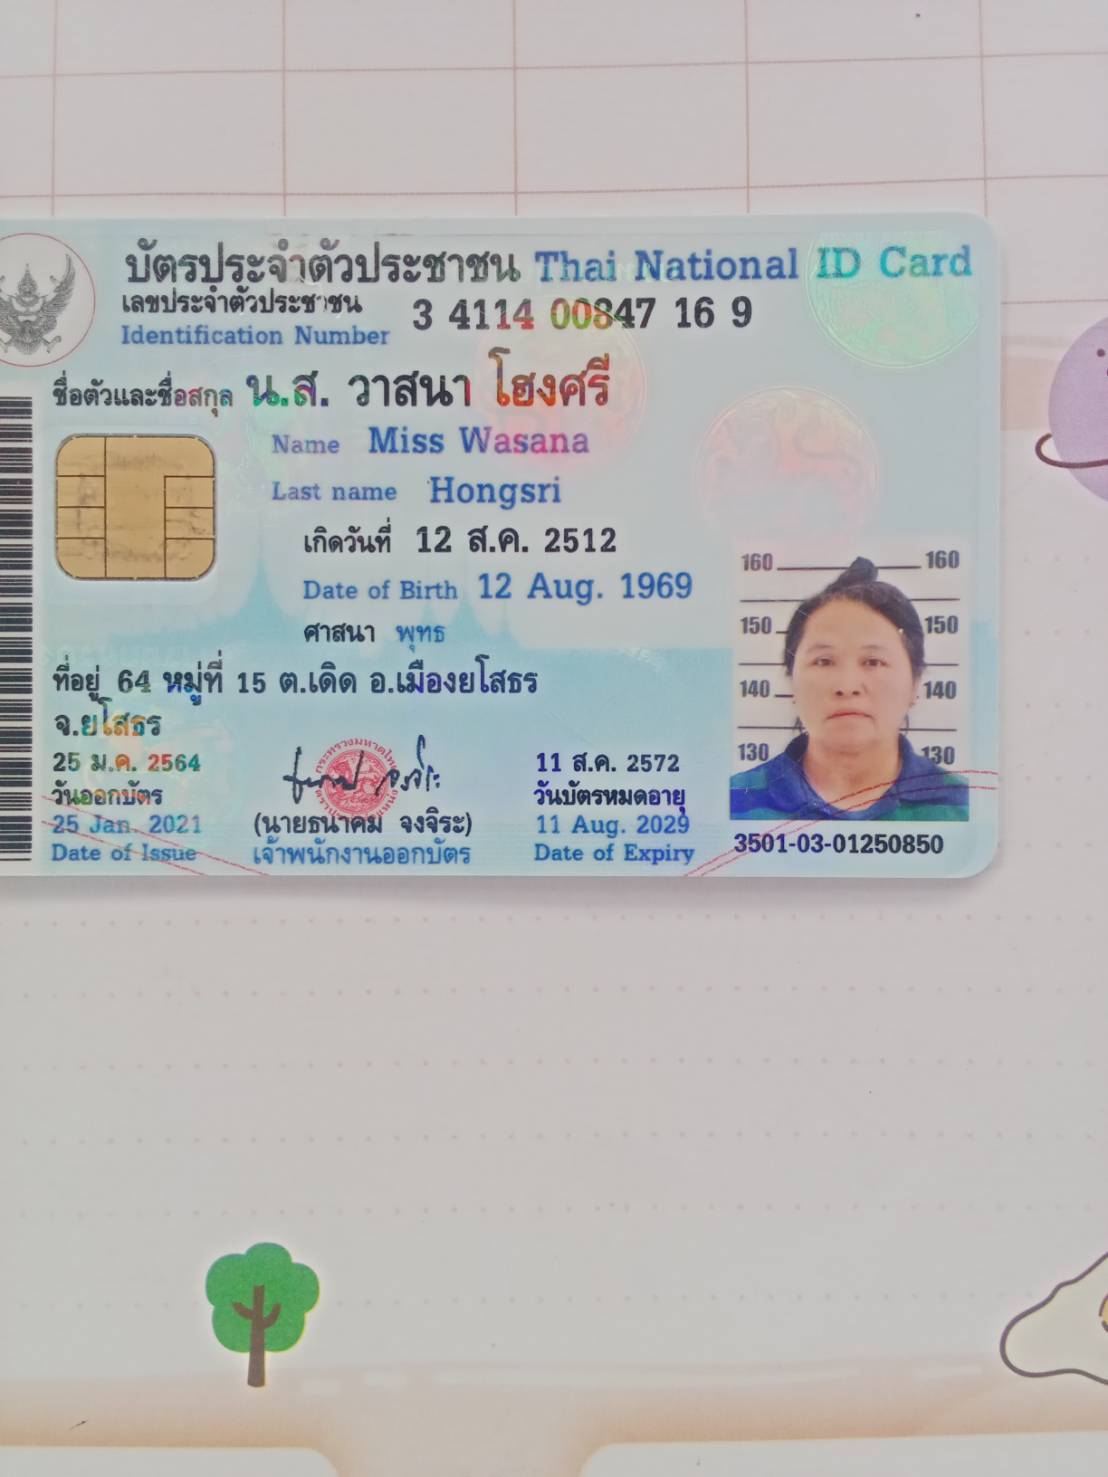 บัตรประจำตัวประชาชน Thai National ID Card
เลขประจำตัวประชาชน 3 4114 00847 16 9
Identification Number
ชื่อตัวและชื่อสกุล น.ส. วาสนา โฮงศรี
Name Miss Wasana
Last name Hongsri
เกิดวันที่ 12 ส.ค. 2512
Date of Birth 12 Aug. 1969
ศาสนา พุทธ
ที่อยู่ 64 หมู่ที่ 15 ต.เดิด อ.เมืองยโสธร
จ.ยโสธร
25 ม.ค. 2564
วันออกบัตร
25 Jan. 2021
Date of Issue
(นายธนาคม จงจิระ)
เจ้าพนักงานออกบัตร
11 ส.ค. 2572
วันบัตรหมดอายุ
11 Aug. 2029
Date of Expiry
160 160
150 150
140 140
130 130
3501-03-01250850